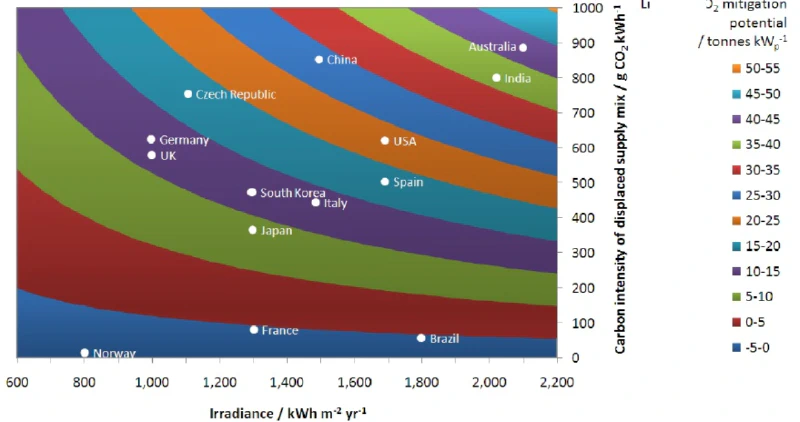 Li
O₂ mitigation
potential
/ tonnes kWp⁻¹
50-55
45-50
40-45
35-40
30-35
25-30
20-25
15-20
10-15
5-10
0-5
-5-0
Australia
China
India
Czech Republic
Germany
USA
UK
Spain
South Korea
Italy
Japan
France
Brazil
Norway
1000
900
800
700
600
500
400
300
200
100
0
Carbon intensity of displaced supply mix / g CO₂ kWh⁻¹
600 800 1,000 1,200 1,400 1,600 1,800 2,000 2,200
Irradiance / kWh m⁻² yr⁻¹